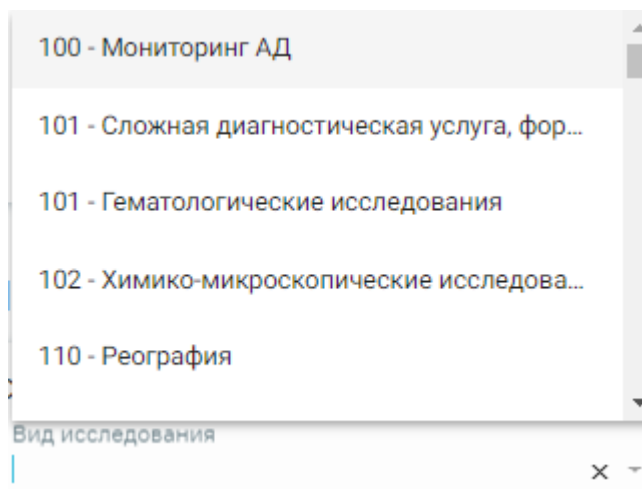 100 - Мониторинг АД
101 - Сложная диагностическая услуга, фор...
101 - Гематологические исследования
102 - Химико-микроскопические исследова...
110 - Реография
Вид исследования